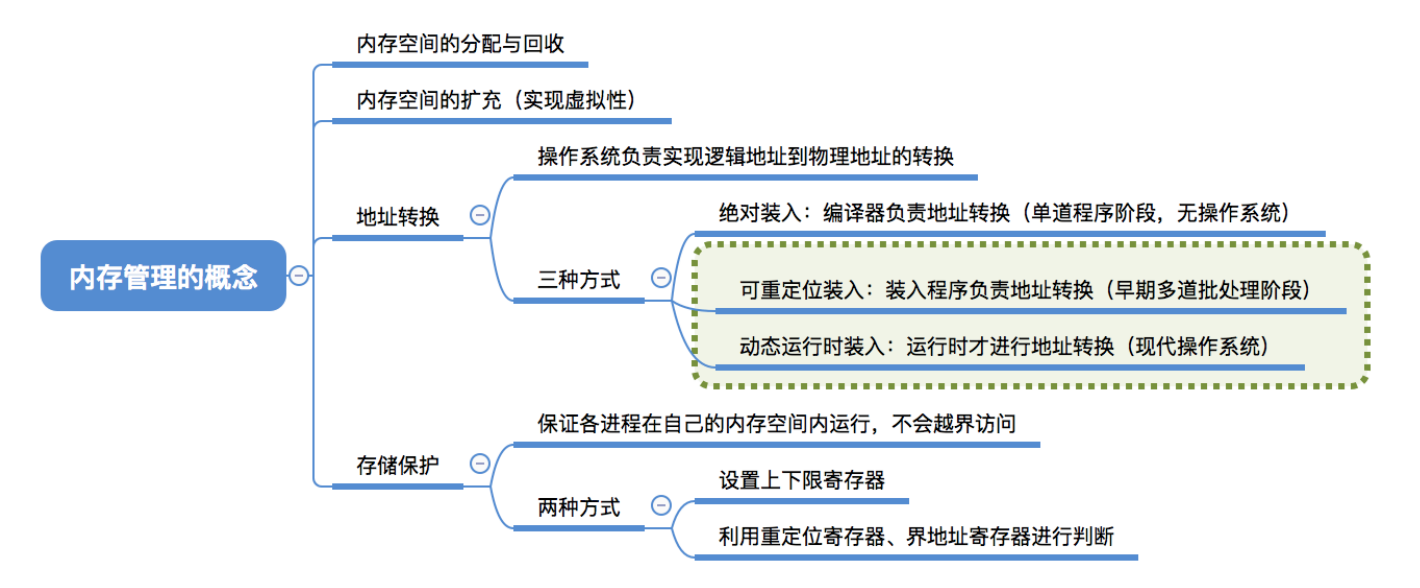 内存管理的概念
内存空间的分配与回收
内存空间的扩充（实现虚拟性）
地址转换
操作系统负责实现逻辑地址到物理地址的转换
三种方式
绝对装入：编译器负责地址转换（单道程序阶段，无操作系统）
可重定位装入：装入程序负责地址转换（早期多道批处理阶段）
动态运行时装入：运行时才进行地址转换（现代操作系统）
存储保护
保证各进程在自己的内存空间内运行，不会越界访问
两种方式
设置上下限寄存器
利用重定位寄存器、界地址寄存器进行判断